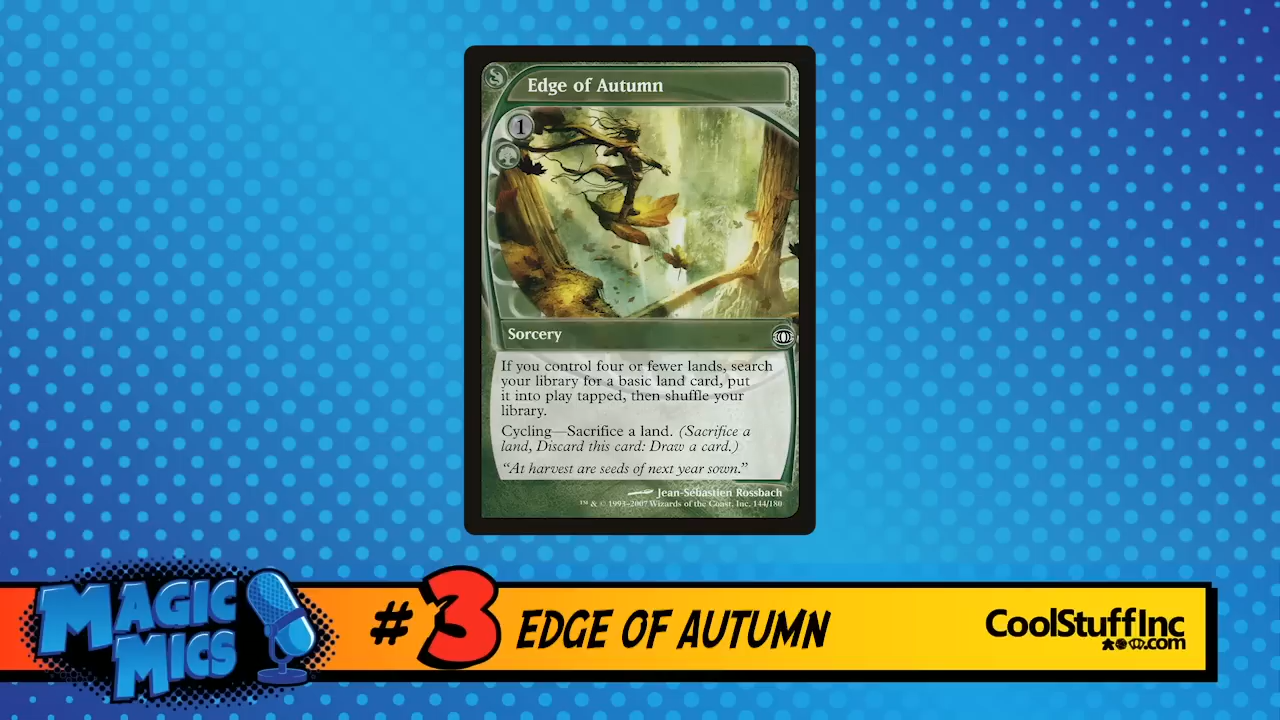 Edge of Autumn
1
Sorcery
If you control four or fewer lands, search
your library for a basic land card, put
it into play tapped, then shuffle your
library.
Cycling—Sacrifice a land. (Sacrifice a
land, Discard this card: Draw a card.)
“At harvest are seeds of next year sown.”
Jean-Sébastien Rossbach
™ & © 1993–2007 Wizards of the Coast, Inc. 144/180
MAGIC
MICS
#3 EDGE OF AUTUMN
CoolStuffInc
.com